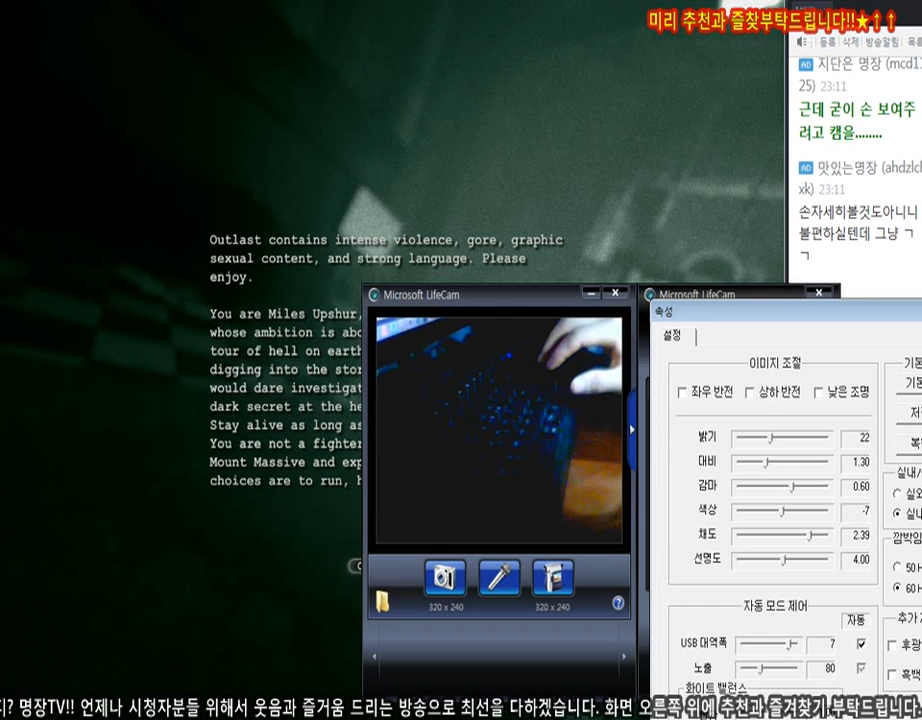 미리 추천과 즐찾부탁드립니다!!★↑↑
등록 삭제 방송알림
AD 지단은 명장
25) 23:11
근데 굳이 손 보여주
려고 캠을........
AD 맛있는명장
xk) 23:11
손자세히볼것도아니니
불편하실텐데 그냥 ㄱ
ㄱ
Outlast contains intense violence, gore, graphic
sexual content, and strong language. Please
enjoy.
You are Miles Upshur,
whose ambition is
tour of hell on earth
digging into the
would dare
dark secret at the
Stay alive as long as
You are not a fighter
Mount Massive and
choices are to run,
Microsoft LifeCam
320 x 240
320 x 240
Microsoft LifeCam
속성
설정
이미지 조절
좌우 반전
상하 반전
낮은 조명
밝기 22
대비 1.30
감마 0.60
색상 -7
채도 2.39
선명도 4.00
자동 모드 제어
자동
USB 대역폭 7
노출 80
화이트 밸런스
50
60
명장TV!! 언제나 시청자분들 위해서 웃음과 즐거움 드리는 방송으로 최선을 다하겠습니다. 화면 오른쪽 위에 추천과 즐겨찾기 부탁드립니다